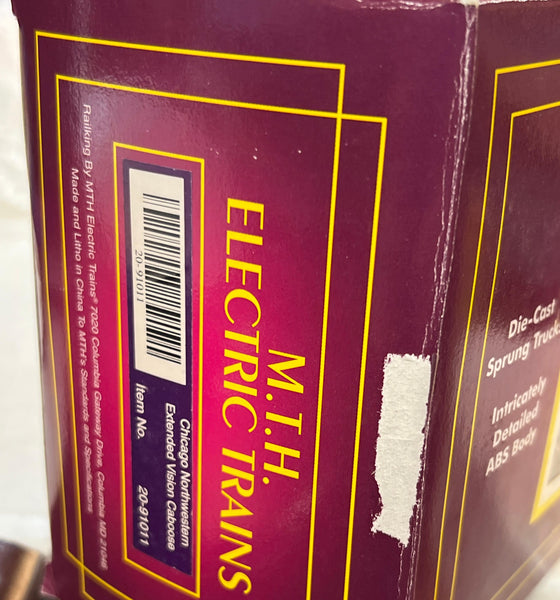 M.T.H.
ELECTRIC TRAINS
Chicago Northwestern
Extended Vision Caboose
Item No. 20-91011
20-91011
Railking By MTH Electric Trains® 7020 Columbia Gateway Drive, Columbia MD 21046
Made and Litho in China To MTH's Standards and Specifications
Die-Cast
Sprung Truck
Intricately
Detailed
ABS Body